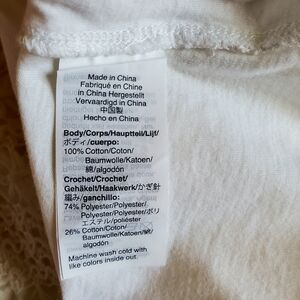 Made in China
Fabriqué en Chine
in China Hergestellt
Vervaardigd in China
中国製
Hecho en China
Body/Corps/Hauptteil/Lijf/
ボディ/cuerpo:
100% Cotton/Coton/
Baumwolle/Katoen/
綿/algodón
Crochet/Crochet/
Gehäkelt/Haakwerk/かぎ針
編み/ganchillo:
74% Polyester/Polyester/
Polyester/Polyester/ポリ
エステル/poliéster
26% Cotton/Coton/
Baumwolle/Katoen/綿/
algodón
Machine wash cold with
like colors inside out.